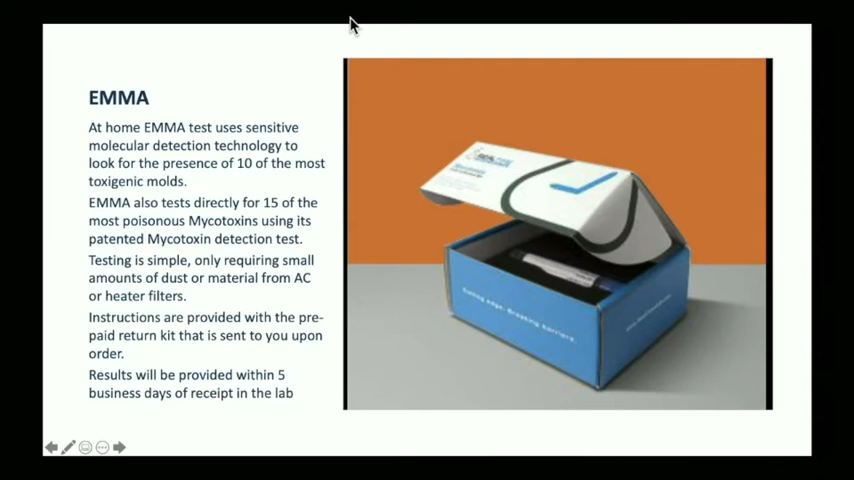 EMMA
At home EMMA test uses sensitive
molecular detection technology to
look for the presence of 10 of the most
toxigenic molds.
EMMA also tests directly for 15 of the
most poisonous Mycotoxins using its
patented Mycotoxin detection test.
Testing is simple, only requiring small
amounts of dust or material from AC
or heater filters.
Instructions are provided with the pre-
paid return kit that is sent to you upon
order.
Results will be provided within 5
business days of receipt in the lab
Cutting edge. Breaking barriers.